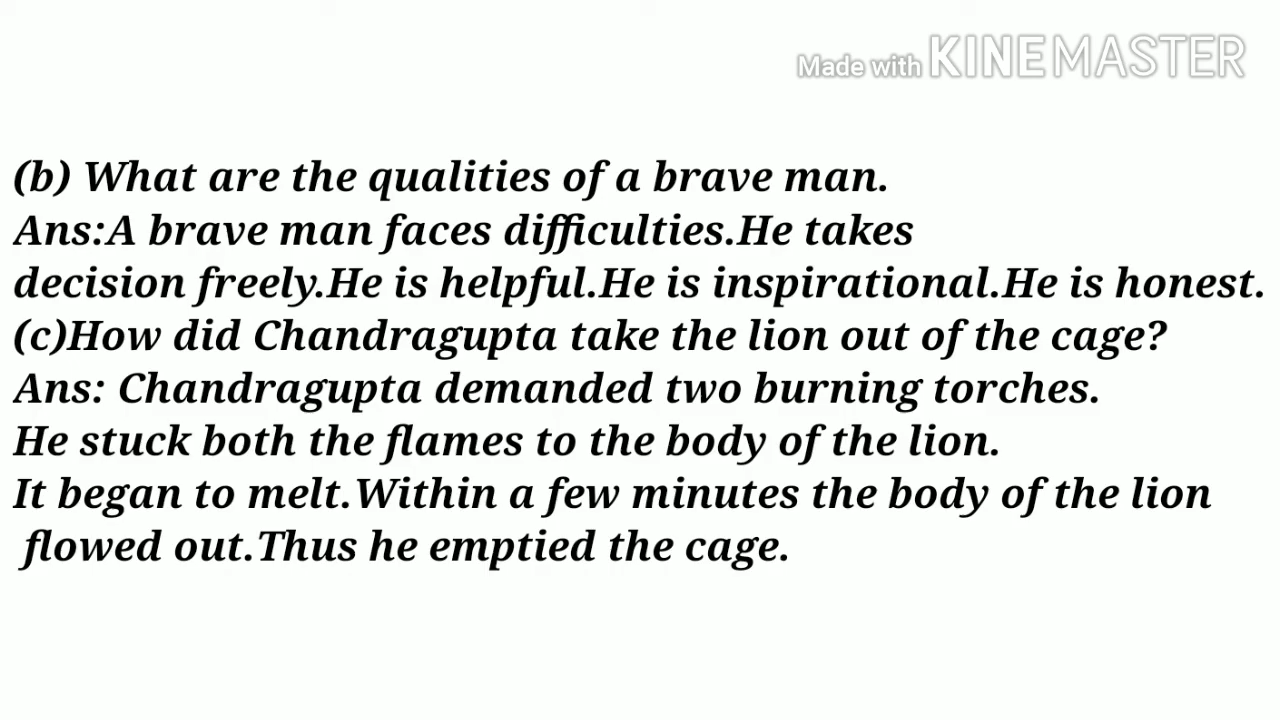 Made with KINEMASTER
(b) What are the qualities of a brave man.
Ans:A brave man faces difficulties.He takes
decision freely.He is helpful.He is inspirational.He is honest.
(c)How did Chandragupta take the lion out of the cage?
Ans: Chandragupta demanded two burning torches.
He stuck both the flames to the body of the lion.
It began to melt.Within a few minutes the body of the lion
flowed out.Thus he emptied the cage.